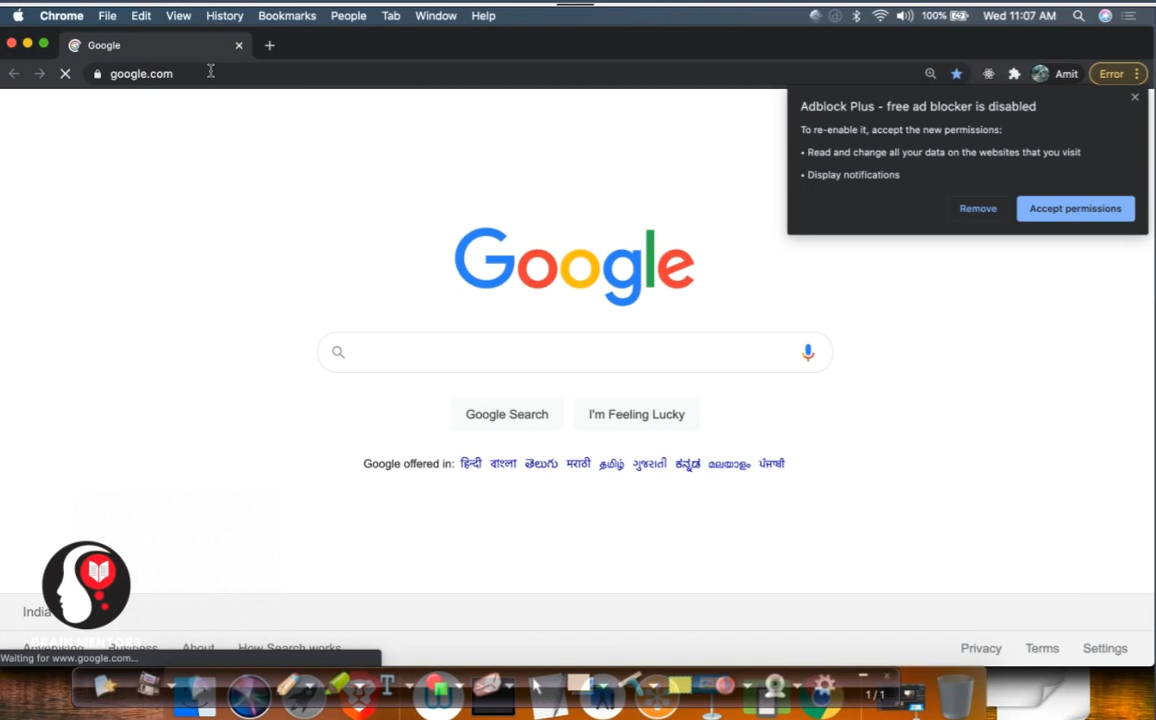 Chrome File Edit View History Bookmarks People Tab Window Help 100% Wed 11:07 AM
Google
google.com Amit Error
Adblock Plus - free ad blocker is disabled
To re-enable it, accept the new permissions:
• Read and change all your data on the websites that you visit
• Display notifications
Remove Accept permissions
Google
Google Search I'm Feeling Lucky
Google offered in: हिन्दी বাংলা తెలుగు मराठी தமிழ் ગુજરાતી ಕನ್ನಡ മലയാളം ਪੰਜਾਬੀ
India
BRAIN MENTORS
Advertising Business About How Search works Privacy Terms Settings
Waiting for www.google.com...
T 1/1